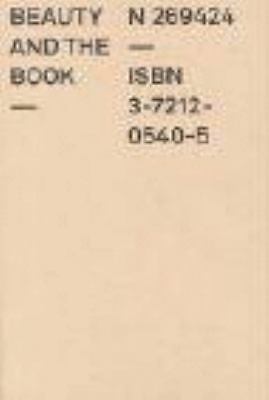 BEAUTY
AND THE
BOOK
—
N 269424
—
ISBN
3-7212-
0540-5